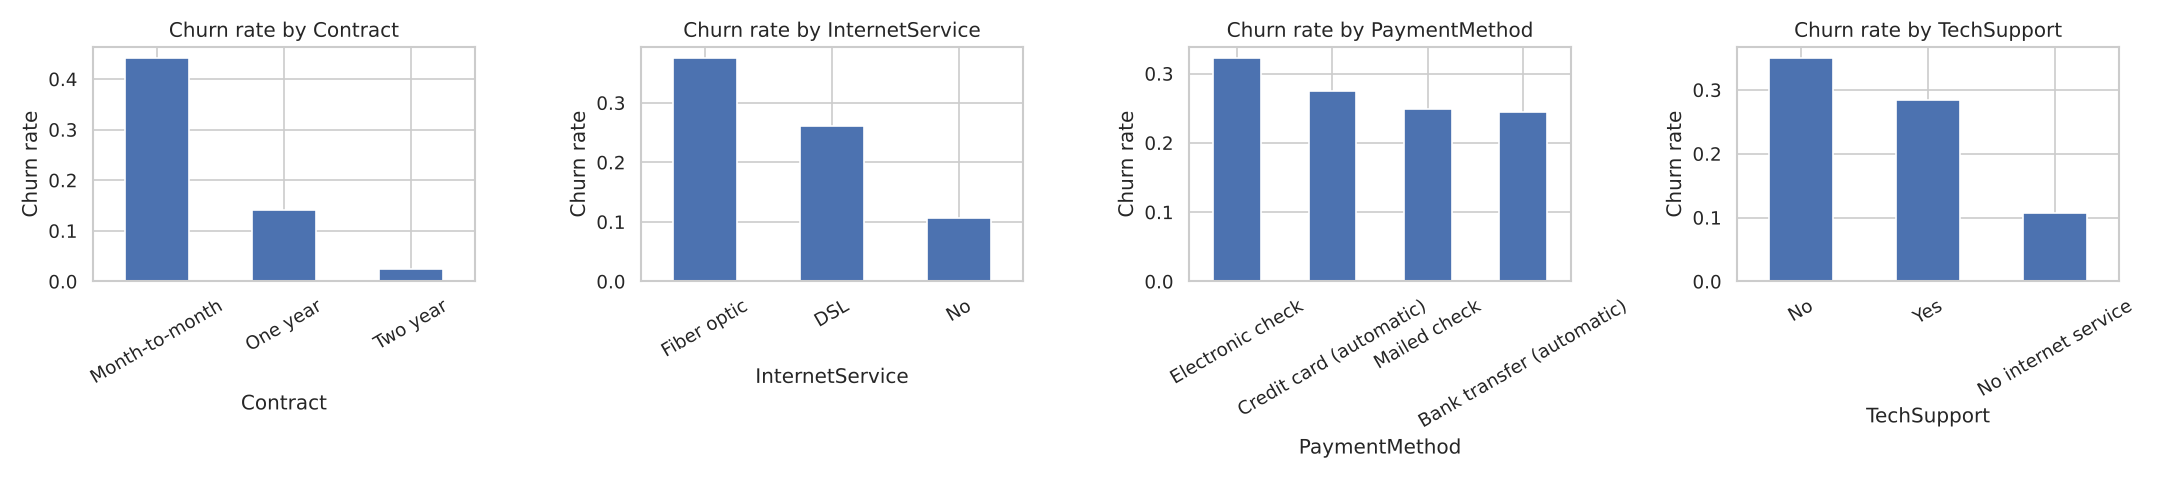 Churn rate by Contract
Churn rate
0.4
0.3
0.2
0.1
0.0
Month-to-month
One year
Two year
Contract
Churn rate by InternetService
Churn rate
0.3
0.2
0.1
0.0
Fiber optic
DSL
No
InternetService
Churn rate by PaymentMethod
Churn rate
0.3
0.2
0.1
0.0
Electronic check
Credit card (automatic)
Mailed check
Bank transfer (automatic)
PaymentMethod
Churn rate by TechSupport
Churn rate
0.3
0.2
0.1
0.0
No
Yes
No internet service
TechSupport